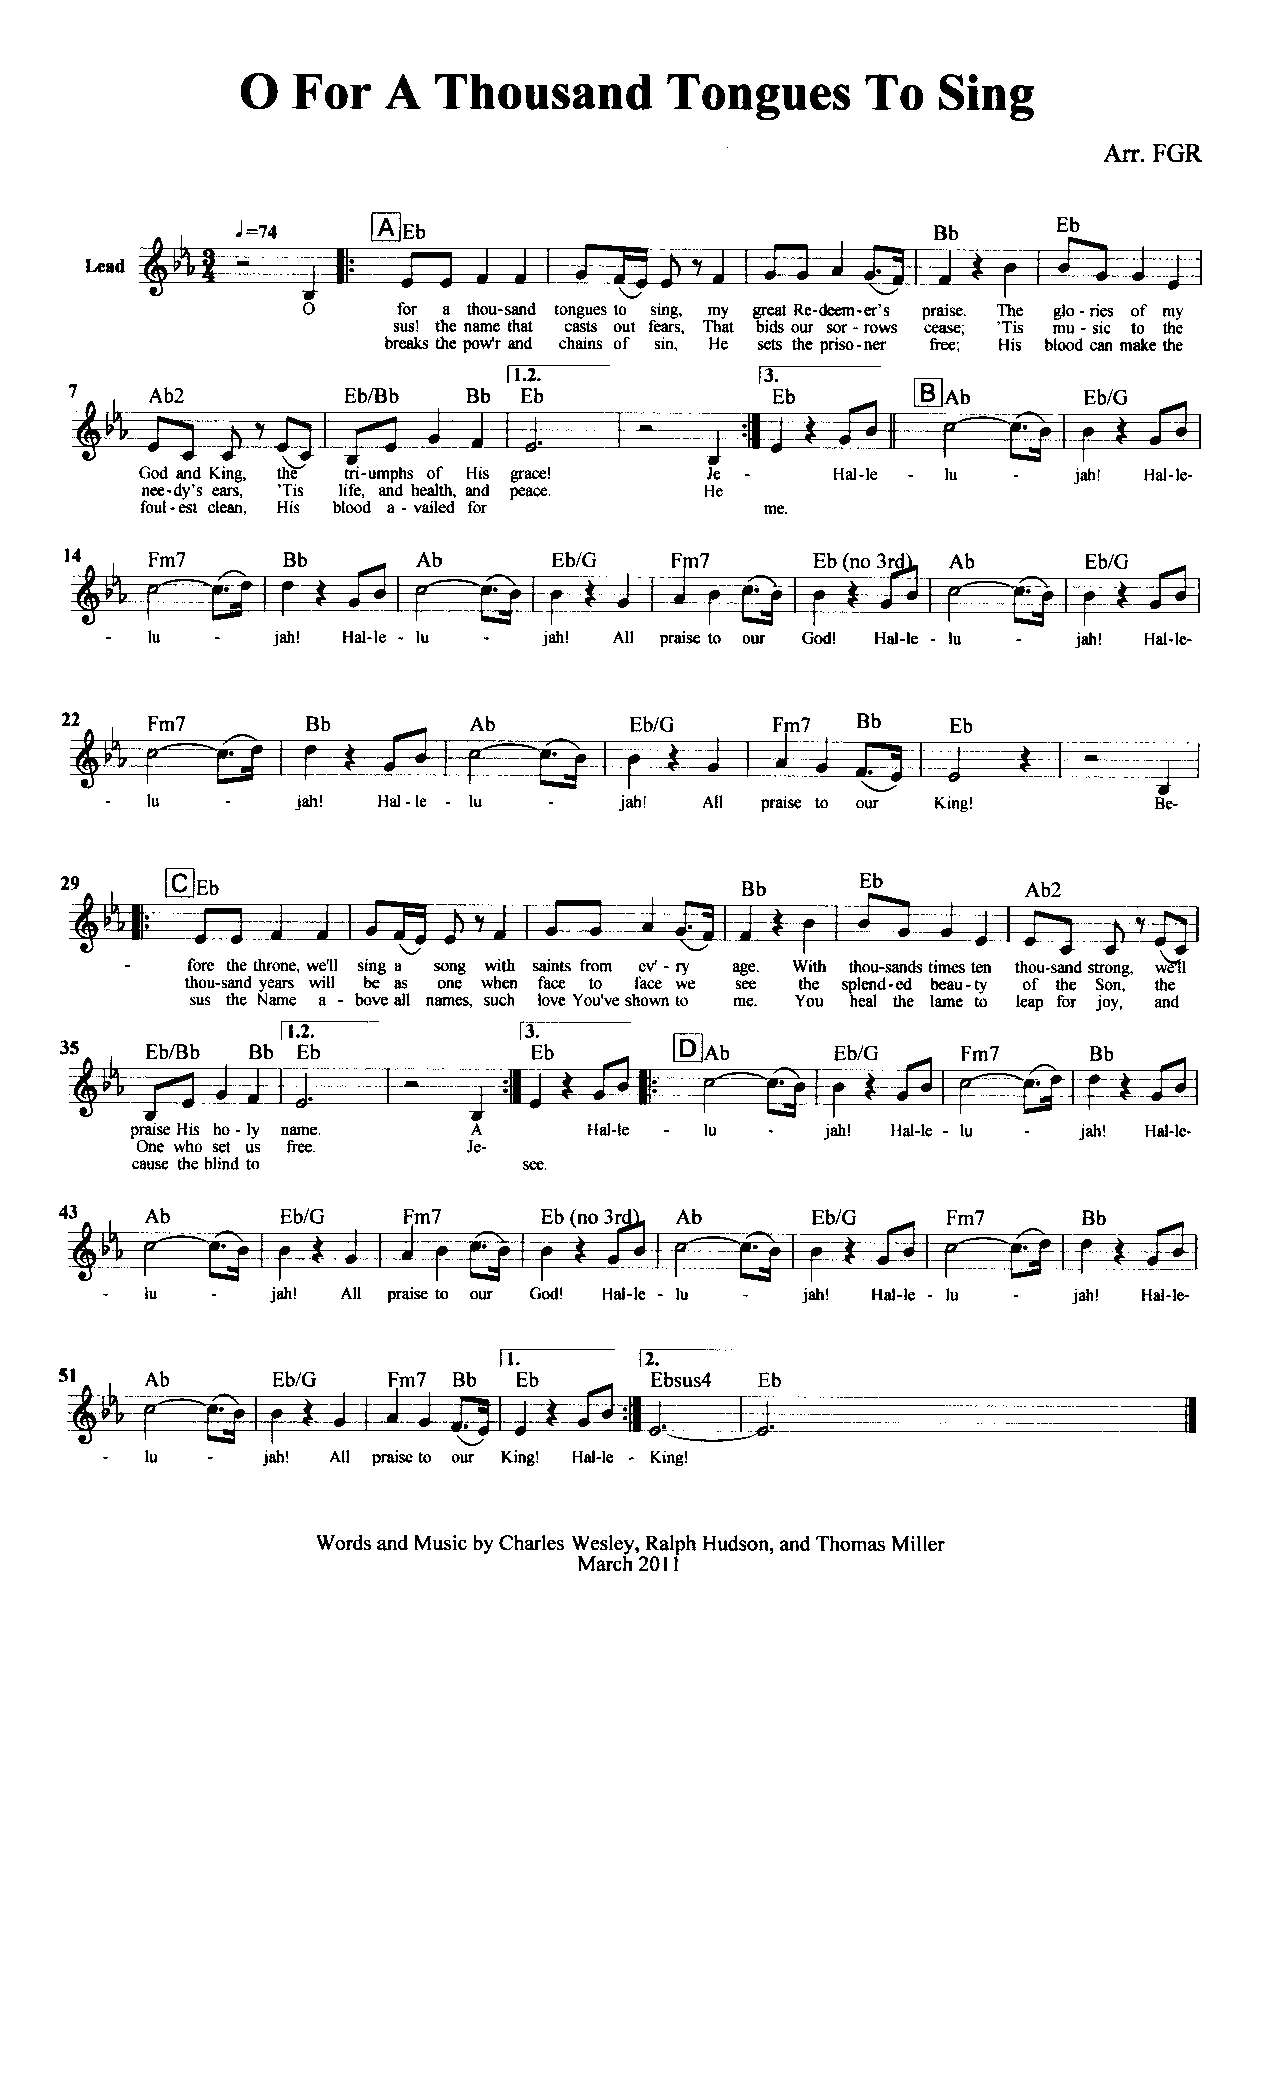 O For A Thousand Tongues To Sing
Arr. FGR
♩=74 A Eb Bb Eb
Lead 3 4
O for a thou-sand tongues to sing, my great Re-deem-er's praise. The glo - ries of my
sus! the name that casts out fears, That bids our sor - rows cease; 'Tis mu - sic to the
breaks the pow'r and chains of sin, He sets the priso-ner free; His blood can make the
1.2. 3.
7 Ab2 Eb/Bb Bb Eb Eb B Ab Eb/G
God and King, the tri-umphs of His grace! Je - Hal-le - lu - jah! Hal-le-
nee-dy's ears, 'Tis life, and health, and peace. He
foul-est clean, His blood a - vailed for me.
14 Fm7 Bb Ab Eb/G Fm7 Eb (no 3rd) Ab Eb/G
- lu - jah! Hal-le - lu - jah! All praise to our God! Hal-le - lu - jah! Hal-le-
22 Fm7 Bb Ab Eb/G Fm7 Bb Eb
- lu - jah! Hal-le - lu - jah! All praise to our King! Be-
29 C Eb Bb Eb Ab2
- fore the throne, we'll sing a song with saints from ev' - ry age. With thou-sands times ten thou-sand strong, we'll
thou-sand years will be as one when face to face we see the splend-ed beau-ty of the Son, the
sus the Name a - bove all names, such love You've shown to me. You heal the lame to leap for joy, and
1.2. 3.
35 Eb/Bb Bb Eb Eb D Ab Eb/G Fm7 Bb
praise His ho - ly name. A Hal-le - lu - jah! Hal-le - lu - jah! Hal-le-
One who set us free. Je-
cause the blind to see.
43 Ab Eb/G Fm7 Eb (no 3rd) Ab Eb/G Fm7 Bb
- lu - jah! All praise to our God! Hal-le - lu - jah! Hal-le - lu - jah! Hal-le-
1. 2.
51 Ab Eb/G Fm7 Bb Eb Ebsus4 Eb
- lu - jah! All praise to our King! Hal-le - King!
Words and Music by Charles Wesley, Ralph Hudson, and Thomas Miller
March 2011